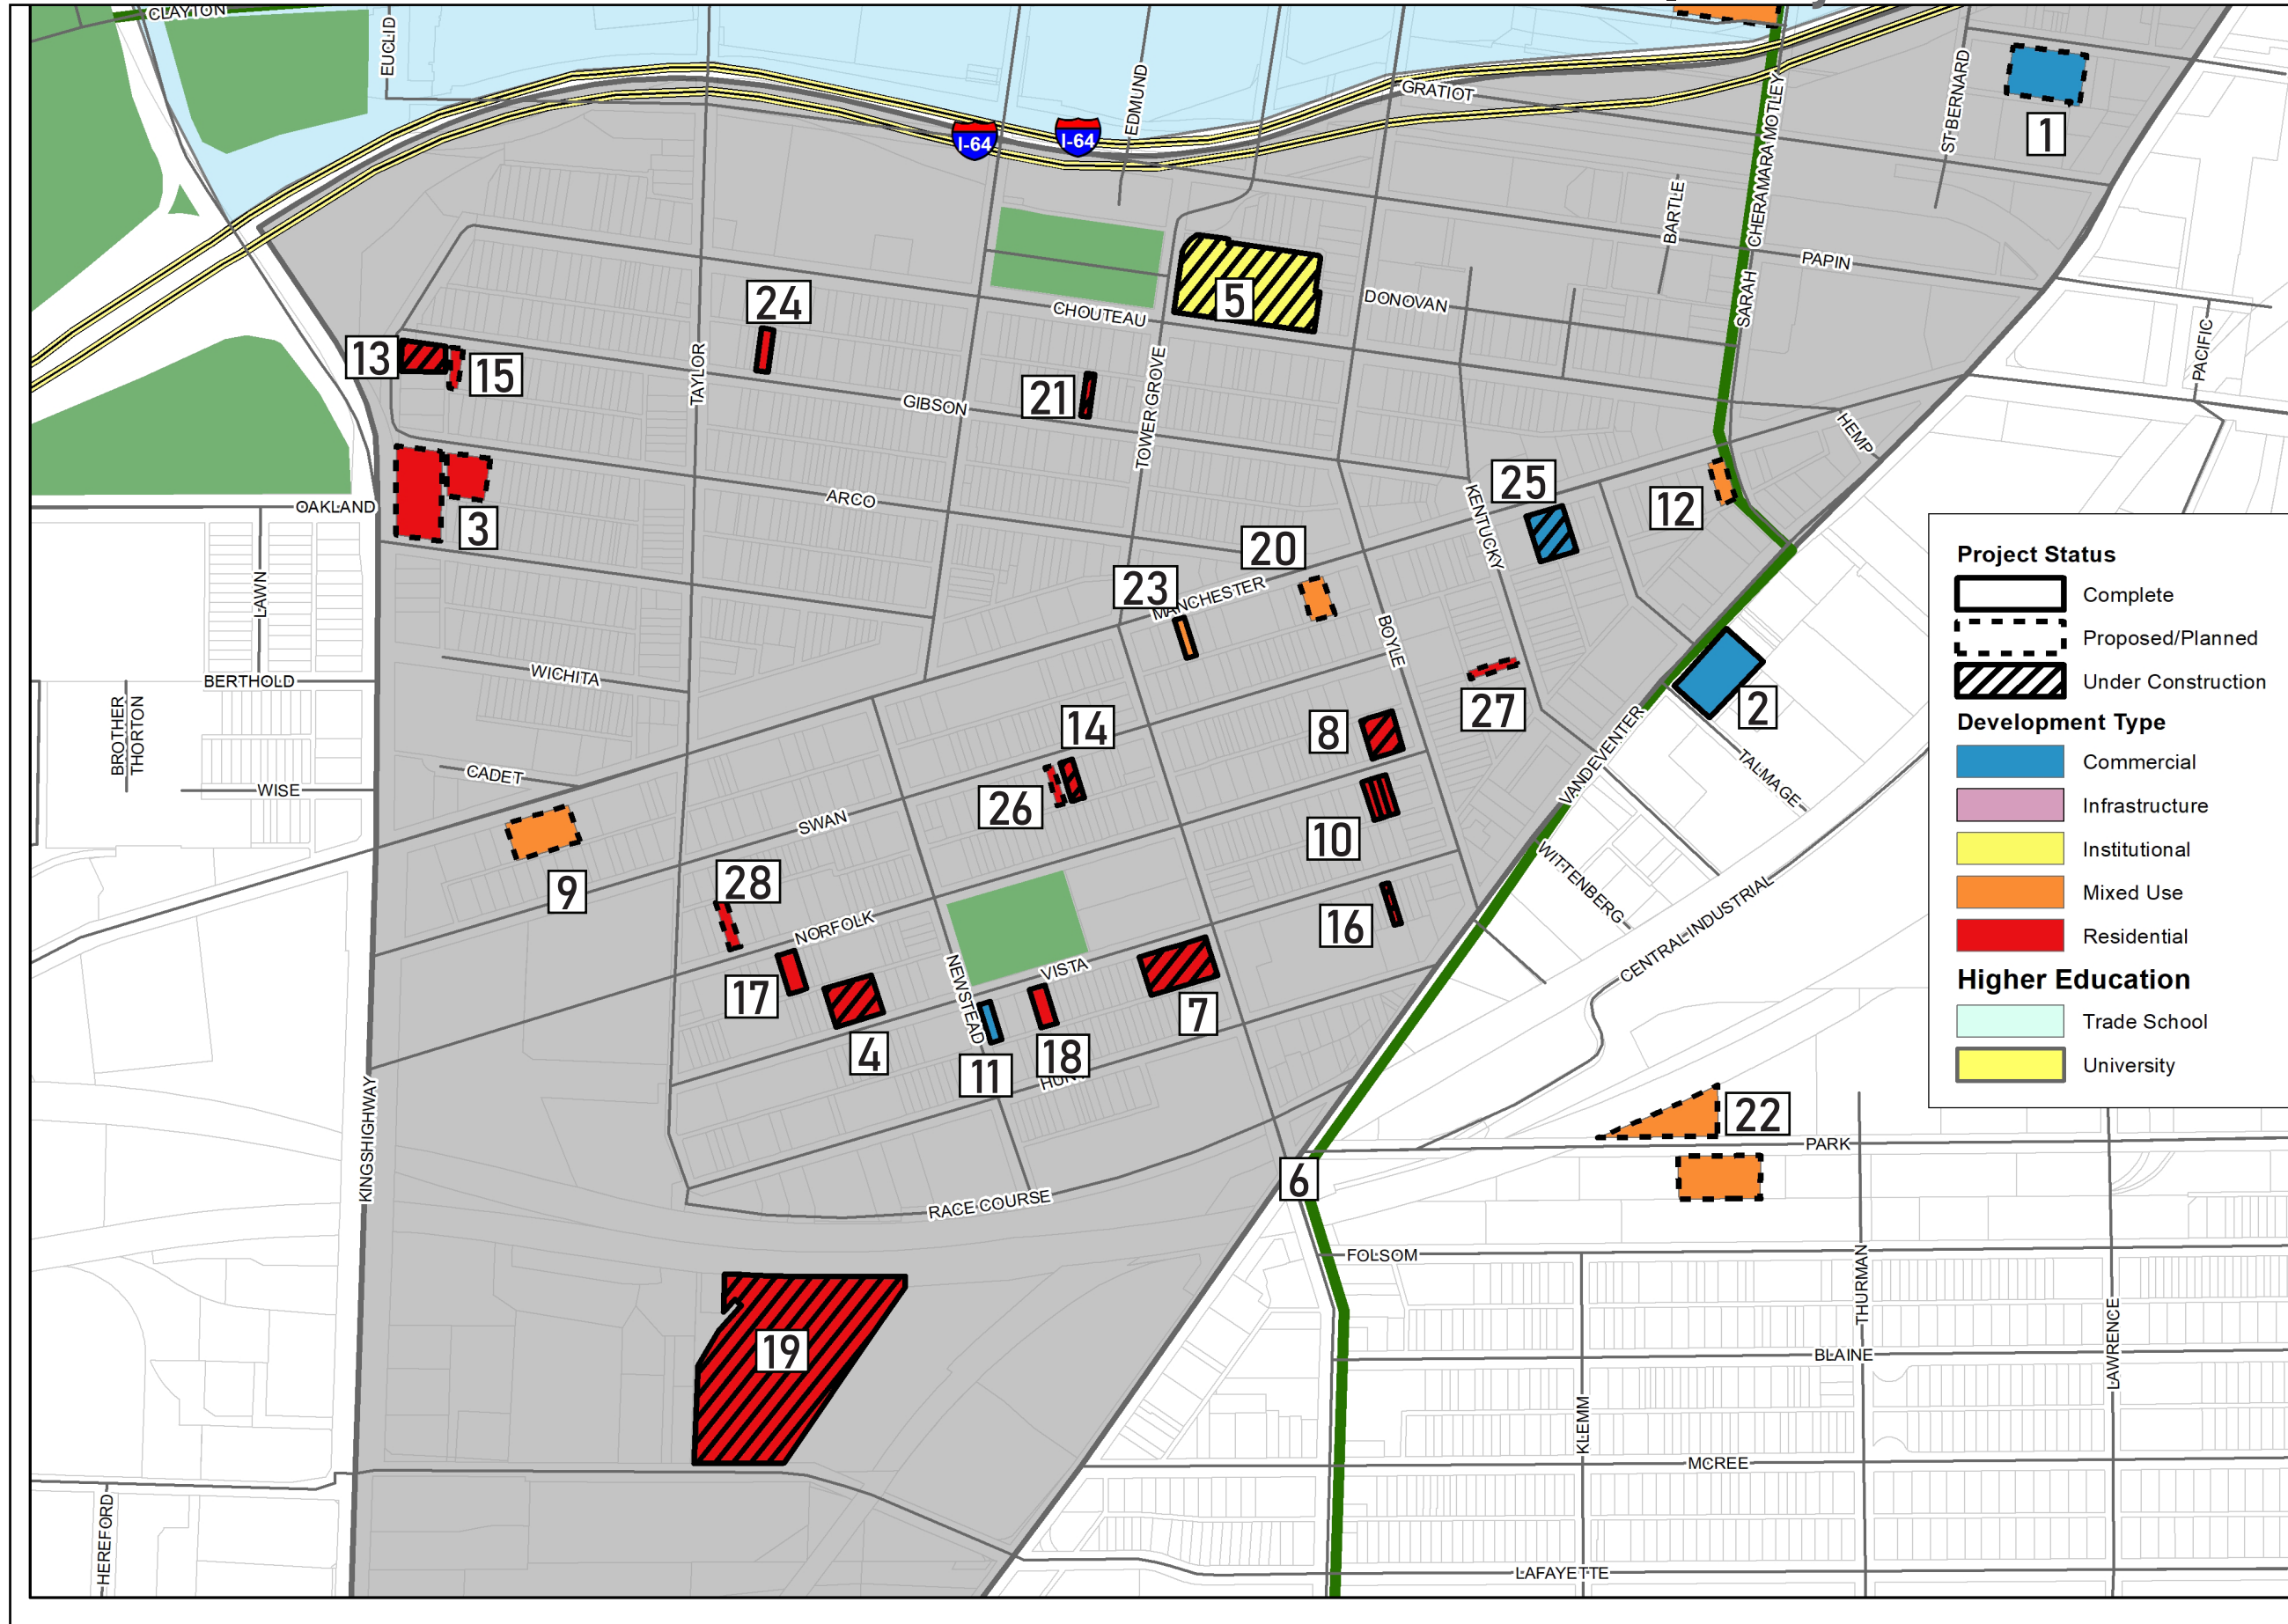 CLAYTON
EUCLID
EDMUND
I-64
I-64
GRATIOT
CHERAMARA MOTLEY
ST BERNARD
1
BARTLE
PAPIN
SARAH
PACIFIC
24
CHOUTEAU
5
DONOVAN
13
15
TAYLOR
GIBSON
21
TOWER GROVE
HEMP
OAKLAND
3
ARCO
25
KENTUCKY
12
20
23
MANCHESTER
BOYLE
LAWN
BERTHOLD
WICHITA
27
2
BROTHER
THORTON
WISE
CADET
14
8
VANDEVENTER
TALMAGE
SWAN
26
10
9
28
NORFOLK
WITTENBERG
16
CENTRAL INDUSTRIAL
17
4
NEWSTEAD
VISTA
7
11
18
KINGSHIGHWAY
22
PARK
6
RACE COURSE
FOLSOM
THURMAN
LAWRENCE
19
BLAINE
KLEMM
MCREE
HEREFORD
LAFAYETTE
Project Status
Complete
Proposed/Planned
Under Construction
Development Type
Commercial
Infrastructure
Institutional
Mixed Use
Residential
Higher Education
Trade School
University